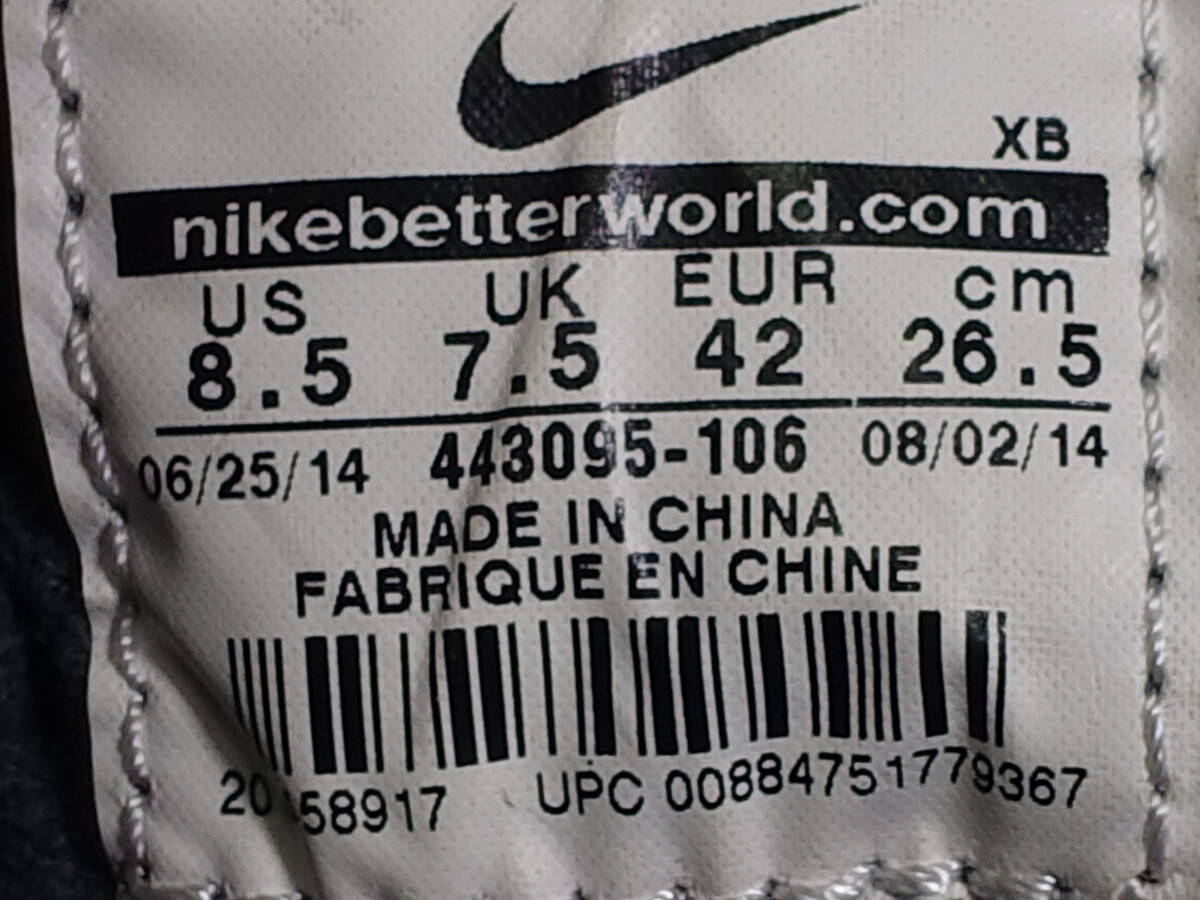 XB
nikebetterworld.com
US UK EUR cm
8.5 7.5 42 26.5
06/25/14 443095-106 08/02/14
MADE IN CHINA
FABRIQUE EN CHINE
UPC 00884751779367